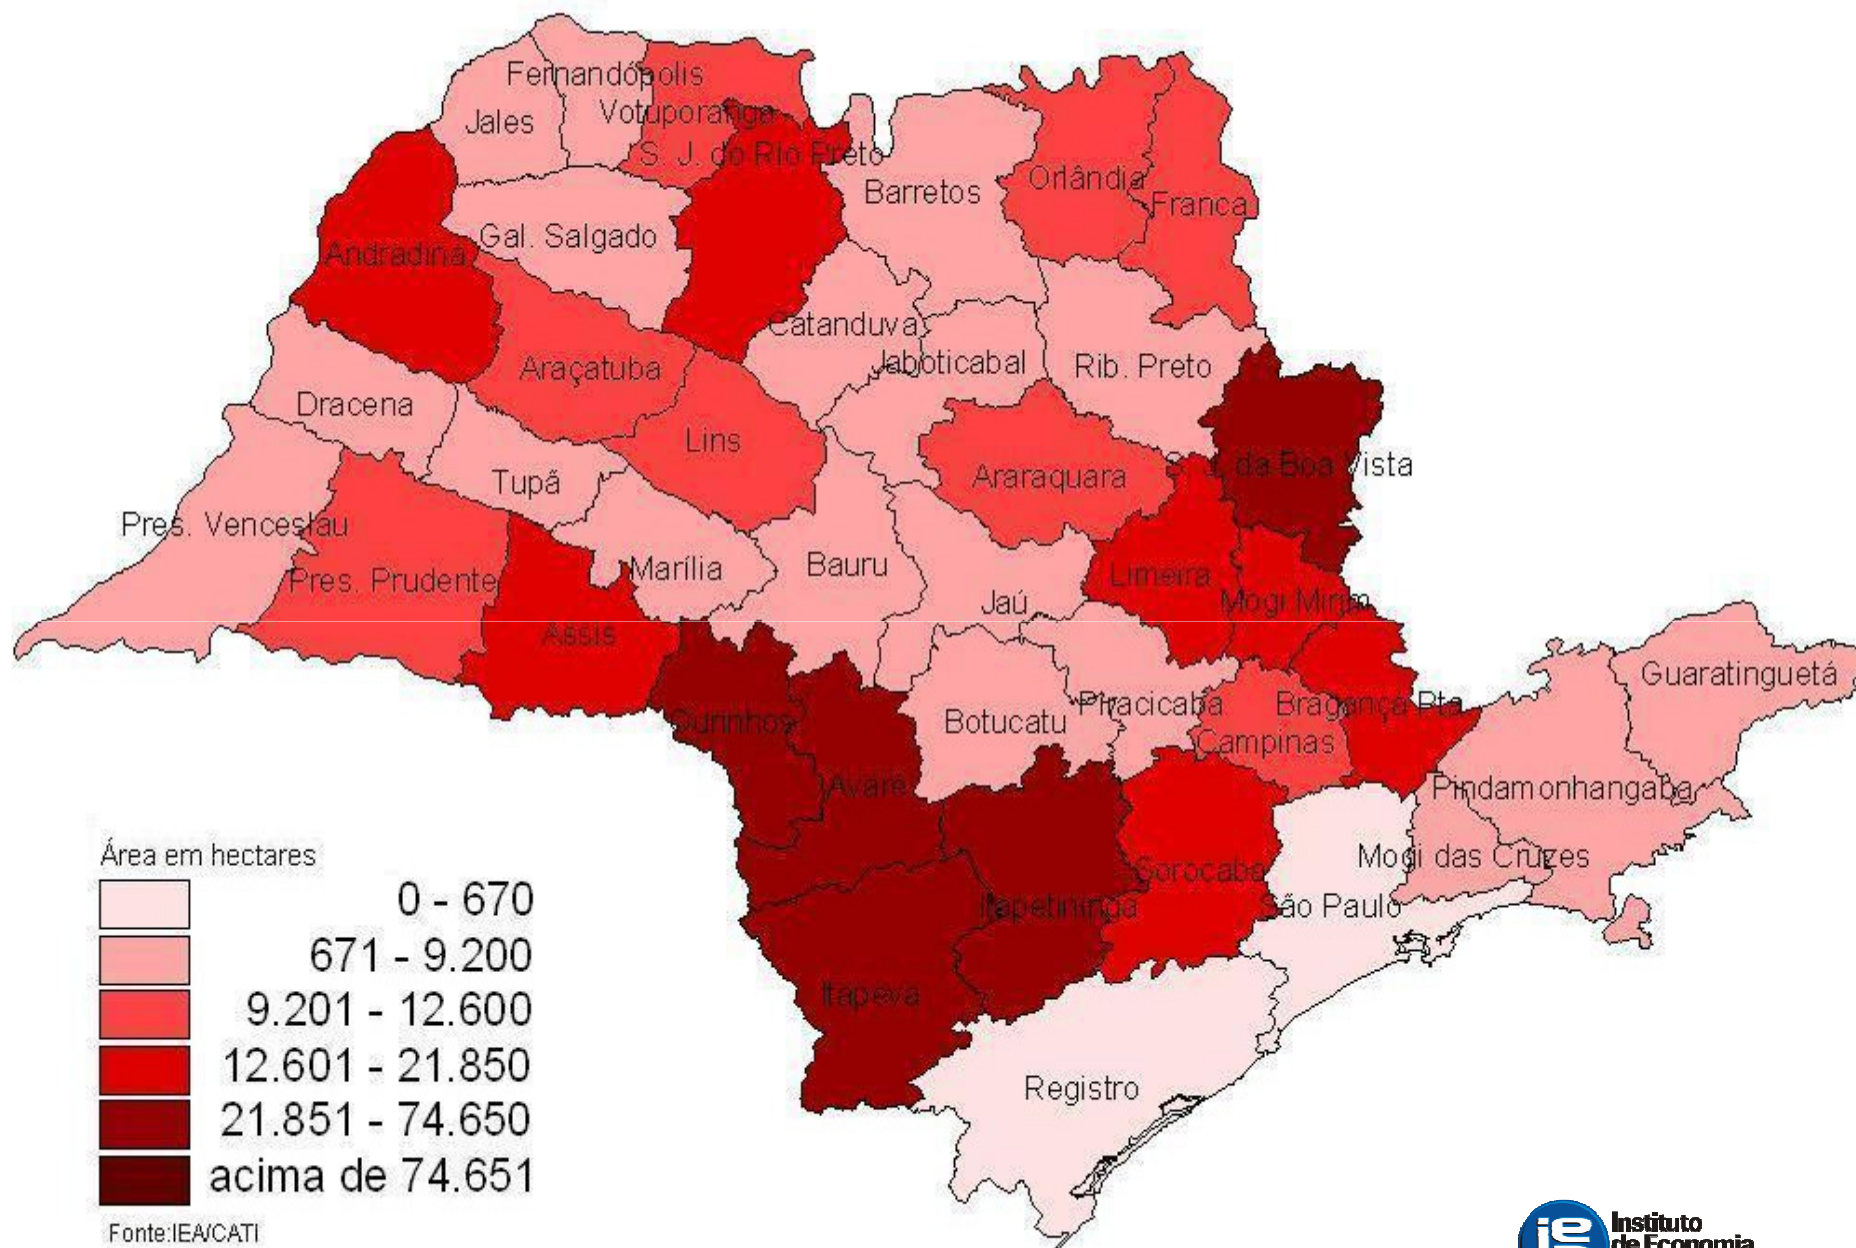 Fernandópolis
Jales
Votuporanga
S. J. do Rio Preto
Barretos
Orlândia
Franca
Andradina
Gal. Salgado
Catanduva
Jaboticabal
Rib. Preto
Araçatuba
Dracena
Lins
Araraquara
S. J. da Boa Vista
Tupã
Pres. Venceslau
Pres. Prudente
Marília
Bauru
Jaú
Limeira
Mogi Mirim
Assis
Guaratinguetá
Ourinhos
Botucatu
Piracicaba
Bragança Pta.
Campinas
Avaré
Pindamonhangaba
Mogi das Cruzes
Sorocaba
Itapetininga
São Paulo
Itapeva
Registro
Área em hectares
0 - 670
671 - 9.200
9.201 - 12.600
12.601 - 21.850
21.851 - 74.650
acima de 74.651
Fonte:IEA/CATI
ie
Instituto
de Economia